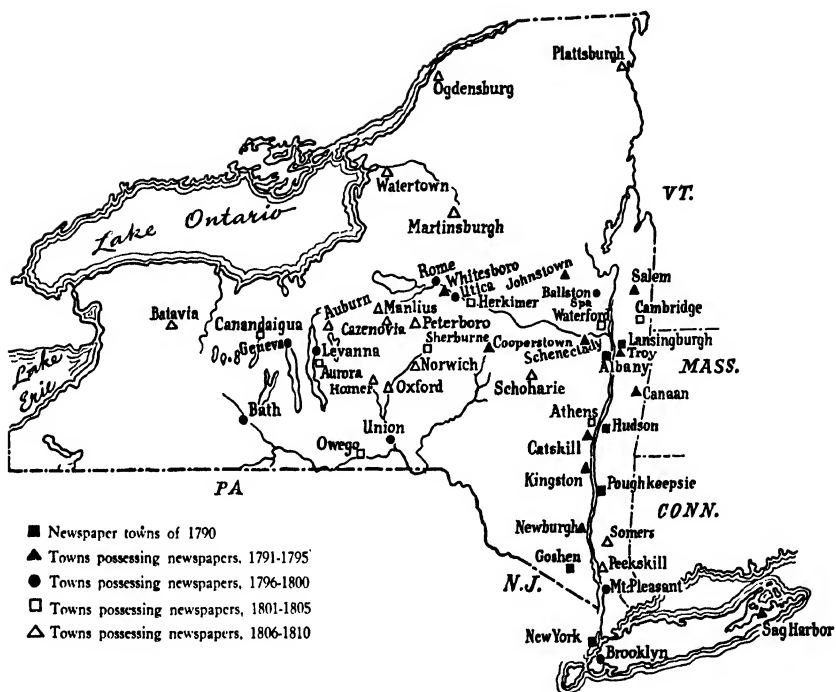 Plattsburgh
Ogdensburg
Watertown
Martinsburgh
VT.
Lake Ontario
Rome
Whitesboro
Utica
Johnstown
Herkimer
Ballston
Spa
Salem
Waterford
Cambridge
Batavia
Auburn
Manlius
Canandaigua
Cazenovia
Peterboro
Geneva
Sherburne
Cooperstown
Schenectady
Lansingburgh
Troy
Albany
MASS.
Lake
Erie
Levanna
Aurora
Norwich
Homer
Oxford
Schoharie
Canaan
Bath
Athens
Hudson
Union
Catskill
Owego
Kingston
Poughkeepsie
PA
CONN.
Newburgh
Somers
Goshen
Peekskill
N.J.
Mt. Pleasant
New York
Brooklyn
Sag Harbor
Newspaper towns of 1790
Towns possessing newspapers, 1791-1795
Towns possessing newspapers, 1796-1800
Towns possessing newspapers, 1801-1805
Towns possessing newspapers, 1806-1810